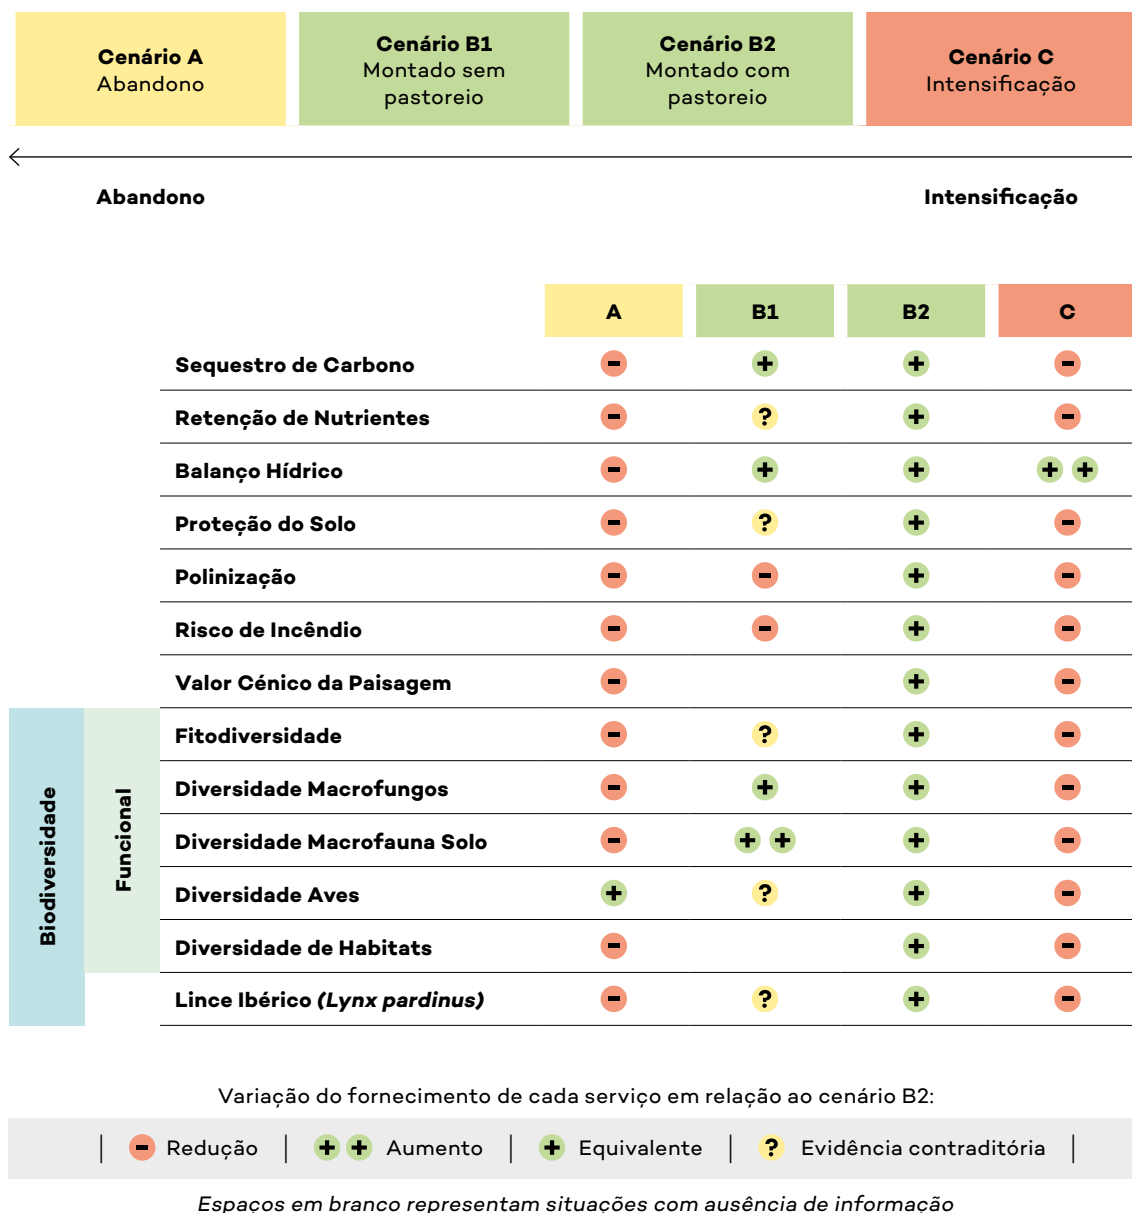 Cenário A
Abandono
Cenário B1
Montado sem
pastoreio
Cenário B2
Montado com
pastoreio
Cenário C
Intensificação
Abandono
Intensificação
A B1 B2 C
Sequestro de Carbono - + + -
Retenção de Nutrientes - ? + -
Balanço Hídrico - + + + +
Proteção do Solo - ? + -
Polinização - - + -
Risco de Incêndio - - + -
Valor Cénico da Paisagem - + -
Biodiversidade
Funcional
Fitodiversidade - ? + -
Diversidade Macrofungos - + + -
Diversidade Macrofauna Solo - + + + -
Diversidade Aves + ? + -
Diversidade de Habitats - + -
Lince Ibérico (Lynx pardinus) - ? + -
Variação do fornecimento de cada serviço em relação ao cenário B2:
| - Redução | + + Aumento | + Equivalente | ? Evidência contraditória |
Espaços em branco representam situações com ausência de informação